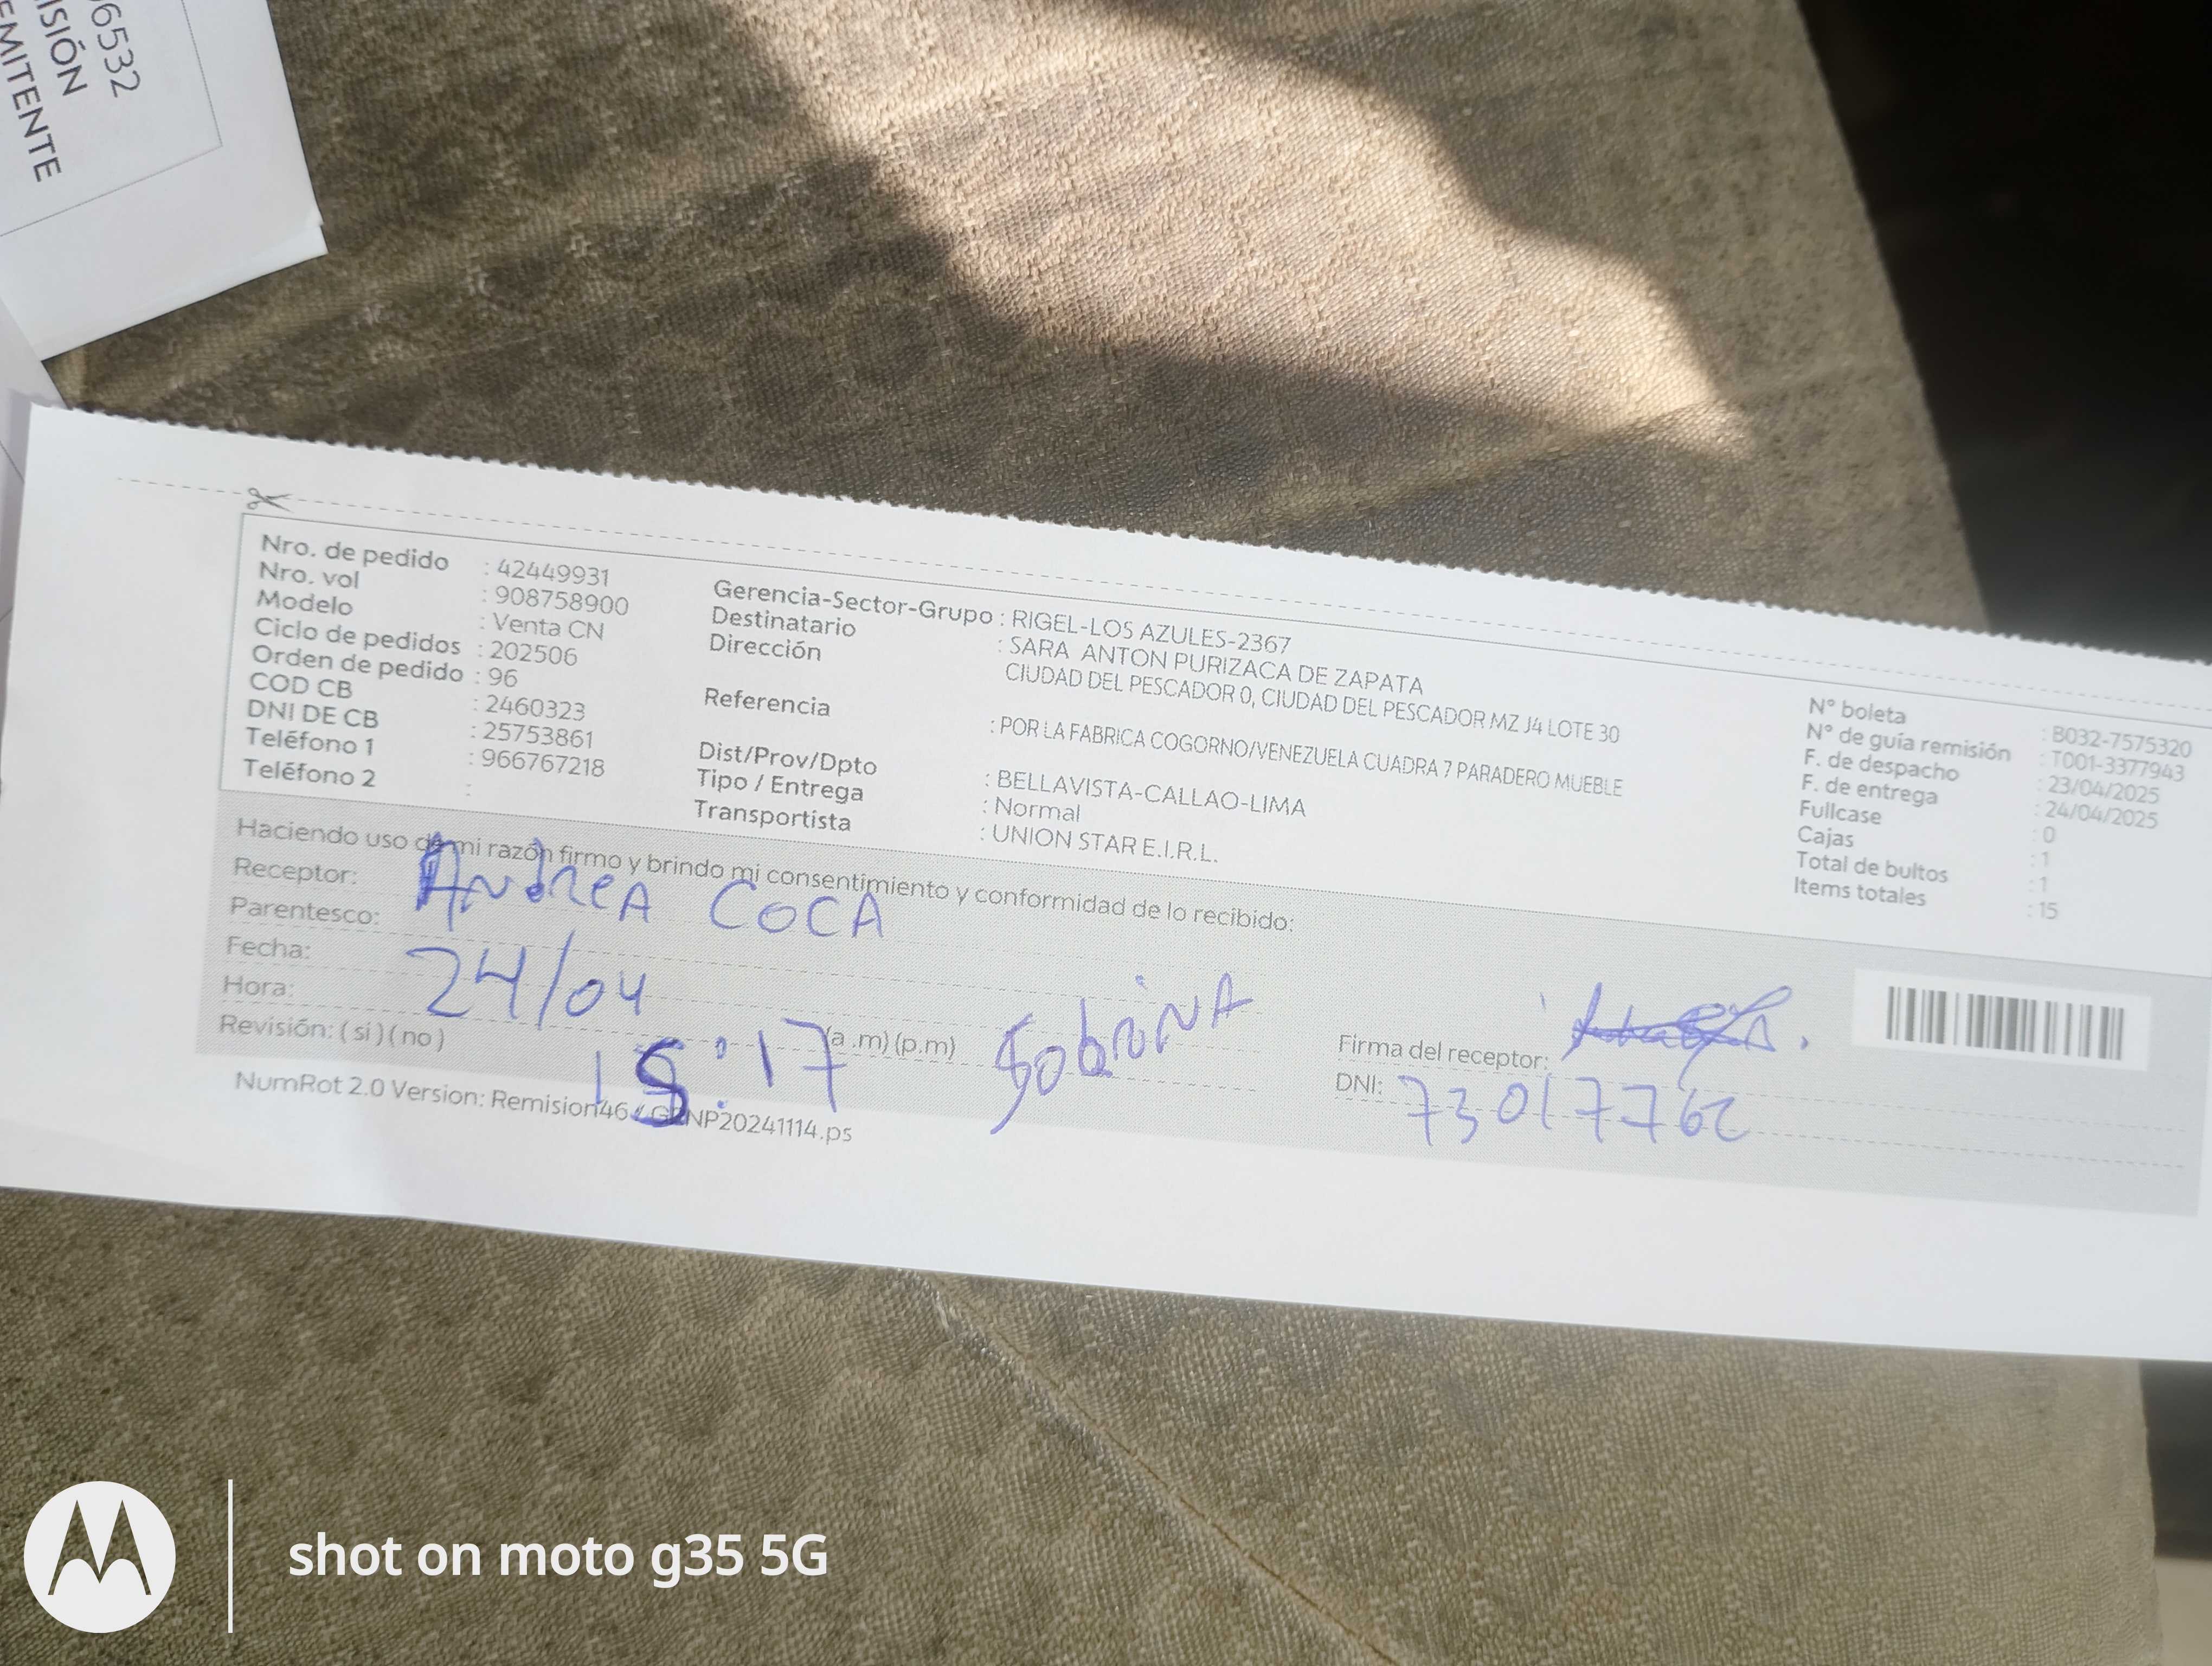 06532
ISIÓN
EMITENTE
Nro. de pedido : 42449931
Nro. vol : 908758900
Modelo : Venta CN
Ciclo de pedidos : 202506
Orden de pedido : 96
COD CB : 2460323
DNI DE CB : 25753861
Teléfono 1 : 966767218
Teléfono 2 :
Gerencia-Sector-Grupo : RIGEL-LOS AZULES-2367
Destinatario : SARA ANTON PURIZACA DE ZAPATA
Dirección CIUDAD DEL PESCADOR 0, CIUDAD DEL PESCADOR MZ J4 LOTE 30
Referencia : POR LA FABRICA COGORNO/VENEZUELA CUADRA 7 PARADERO MUEBLE
Dist/Prov/Dpto : BELLAVISTA-CALLAO-LIMA
Tipo / Entrega : Normal
Transportista : UNION STAR E.I.R.L.
N° boleta : B032-7575320
N° de guía remisión : T001-3377943
F. de despacho : 23/04/2025
F. de entrega : 24/04/2025
Fullcase : 0
Cajas : 1
Total de bultos : 1
Items totales : 15
Haciendo uso de mi razón firmo y brindo mi consentimiento y conformidad de lo recibido:
Receptor: Andrea COCA
Parentesco: SobrinA
Fecha: 24/04
Hora: 15:17 (a .m) (p.m)
Revisión: ( si ) ( no )
Firma del receptor:
DNI: 73017762
NumRot 2.0 Version: NP20241114.ps
shot on moto g35 5G